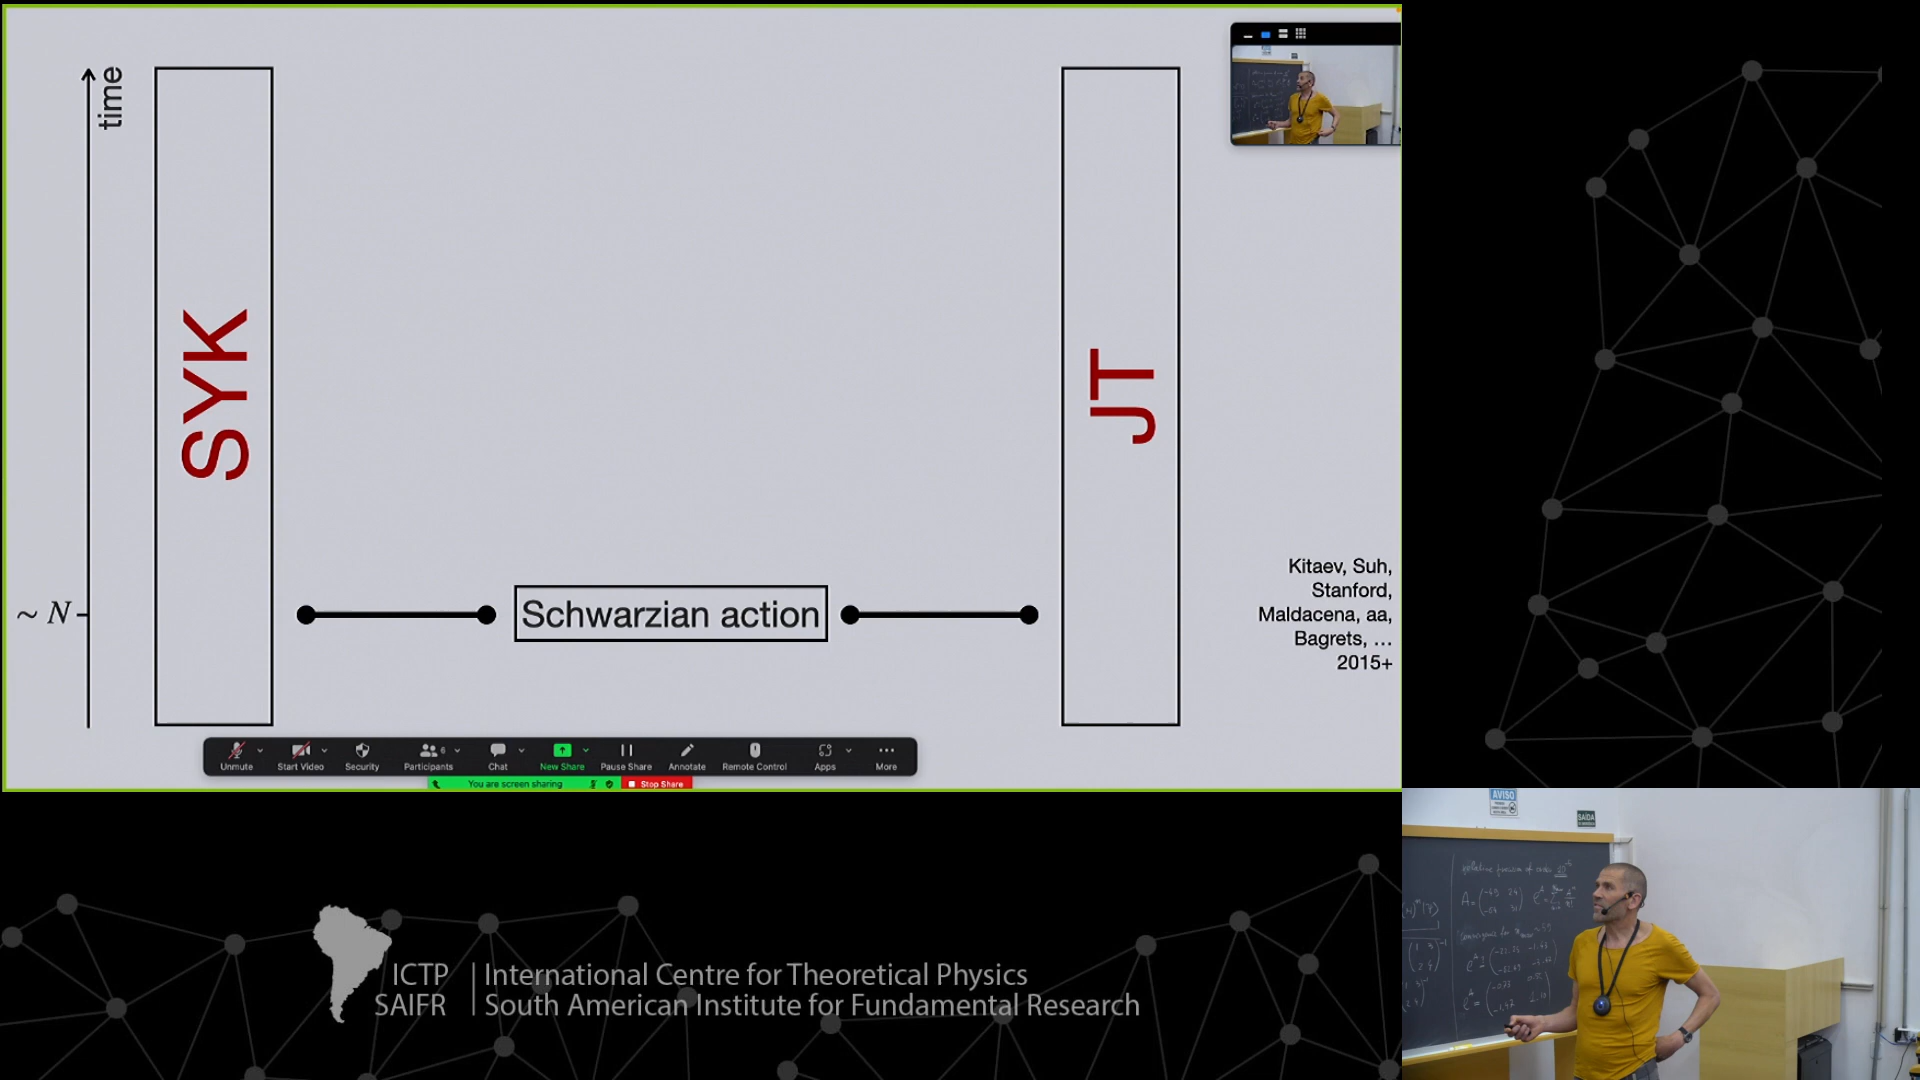 time
SYK
JT
~ N
Schwarzian action
Kitaev, Suh,
Stanford,
Maldacena, aa,
Bagrets, ...
2015+
Unmute
Start Video
Security
Participants
6
Chat
New Share
Pause Share
Annotate
Remote Control
Apps
More
You are screen sharing
Stop Share
AVISO
SAÍDA
ICTP
SAIFR
International Centre for Theoretical Physics
South American Institute for Fundamental Research